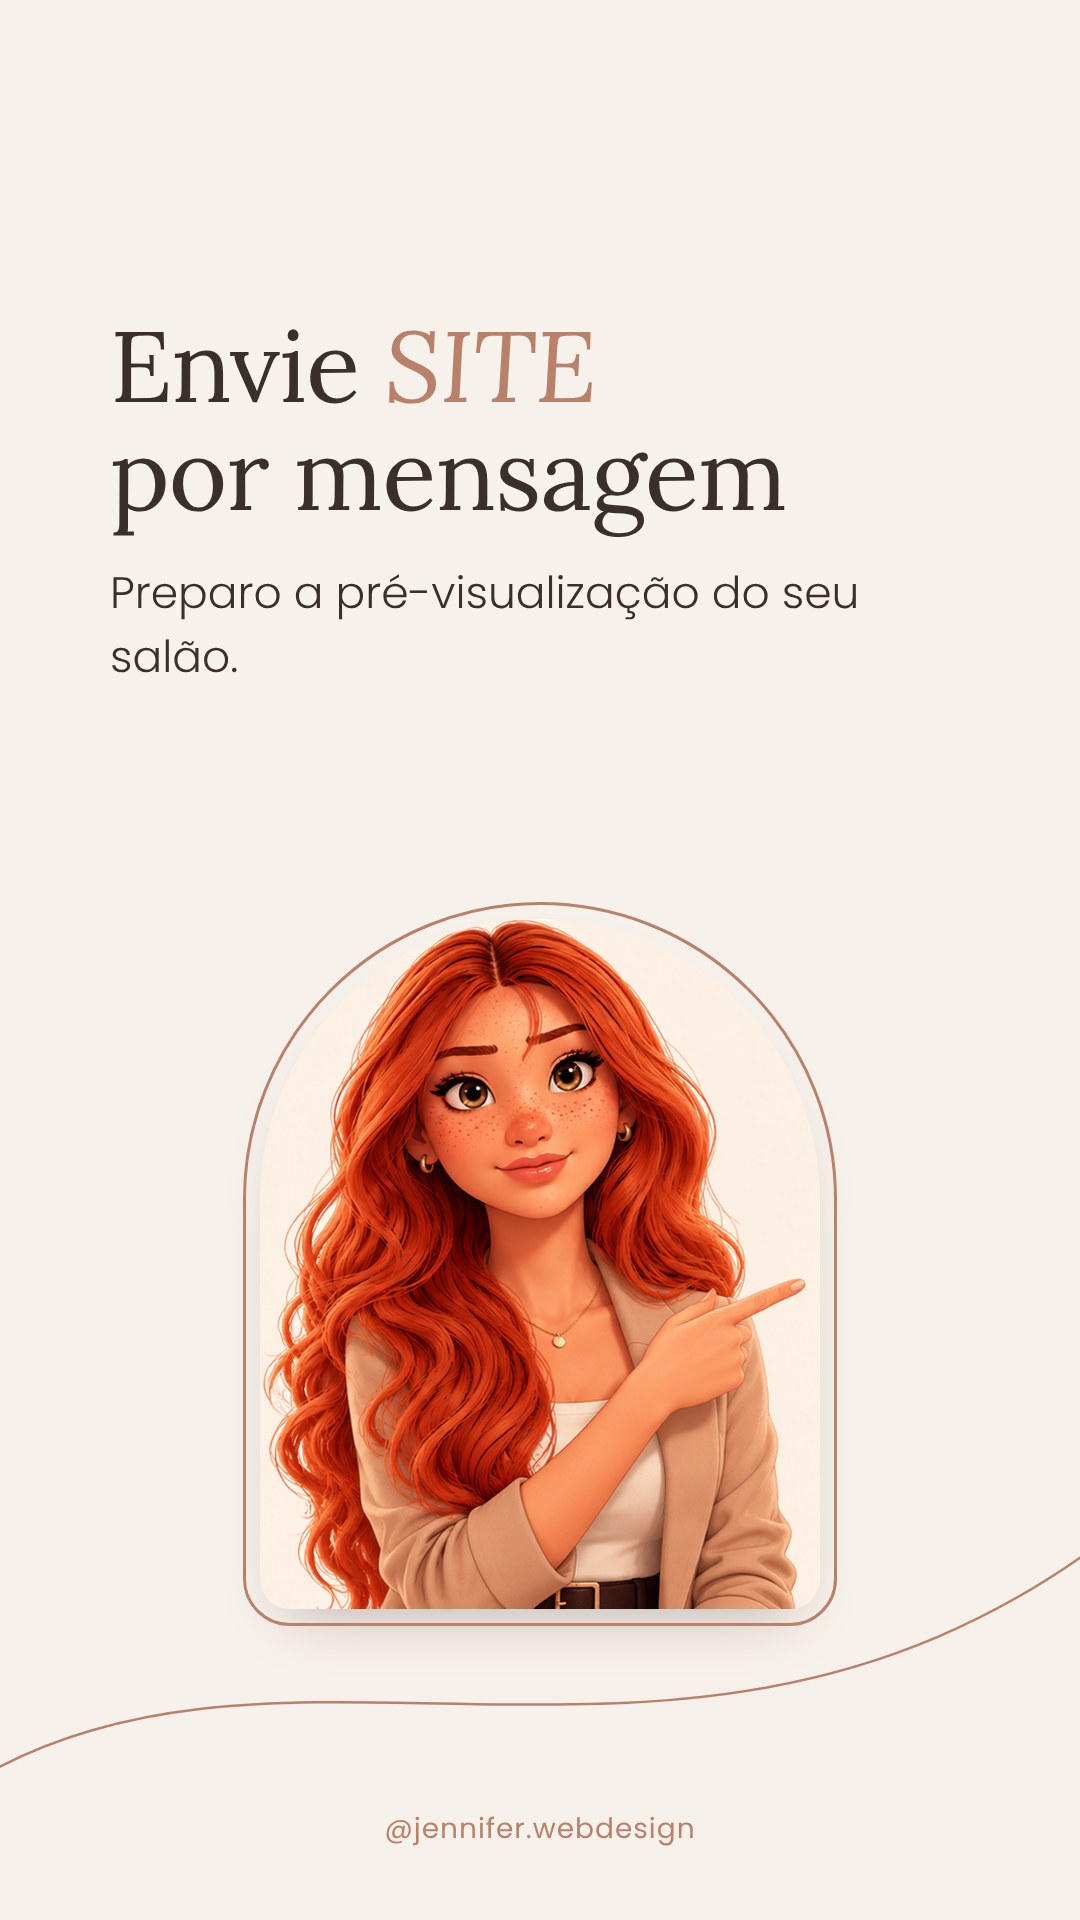 Envie SITE
por mensagem
Preparo a pré-visualização do seu
salão.
@jennifer.webdesign